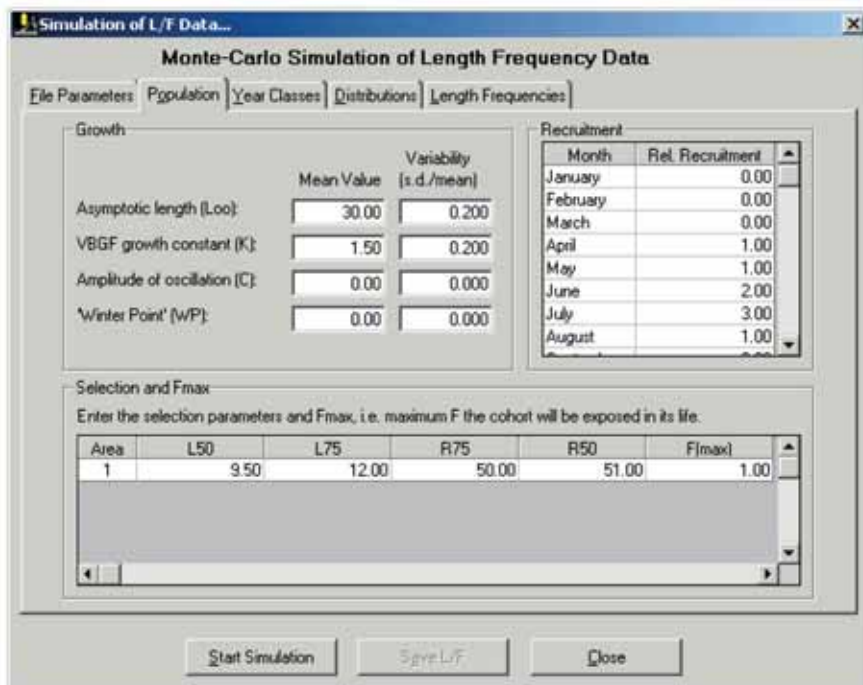 Simulation of L/F Data...
Monte-Carlo Simulation of Length Frequency Data
File Parameters Population Year Classes Distributions Length Frequencies
Growth
Mean Value Variability (s.d./mean)
Asymptotic length (Loo): 30.00 0.200
VBGF growth constant (K): 1.50 0.200
Amplitude of oscillation (C): 0.00 0.000
'Winter Point' (WP): 0.00 0.000
Recruitment
Month Rel. Recruitment
January 0.00
February 0.00
March 0.00
April 1.00
May 1.00
June 2.00
July 3.00
August 1.00
Selection and Fmax
Enter the selection parameters and Fmax, i.e. maximum F the cohort will be exposed in its life.
Area L50 L75 R75 R50 F(max)
1 9.50 12.00 50.00 51.00 1.00
Start Simulation Save L/F Close